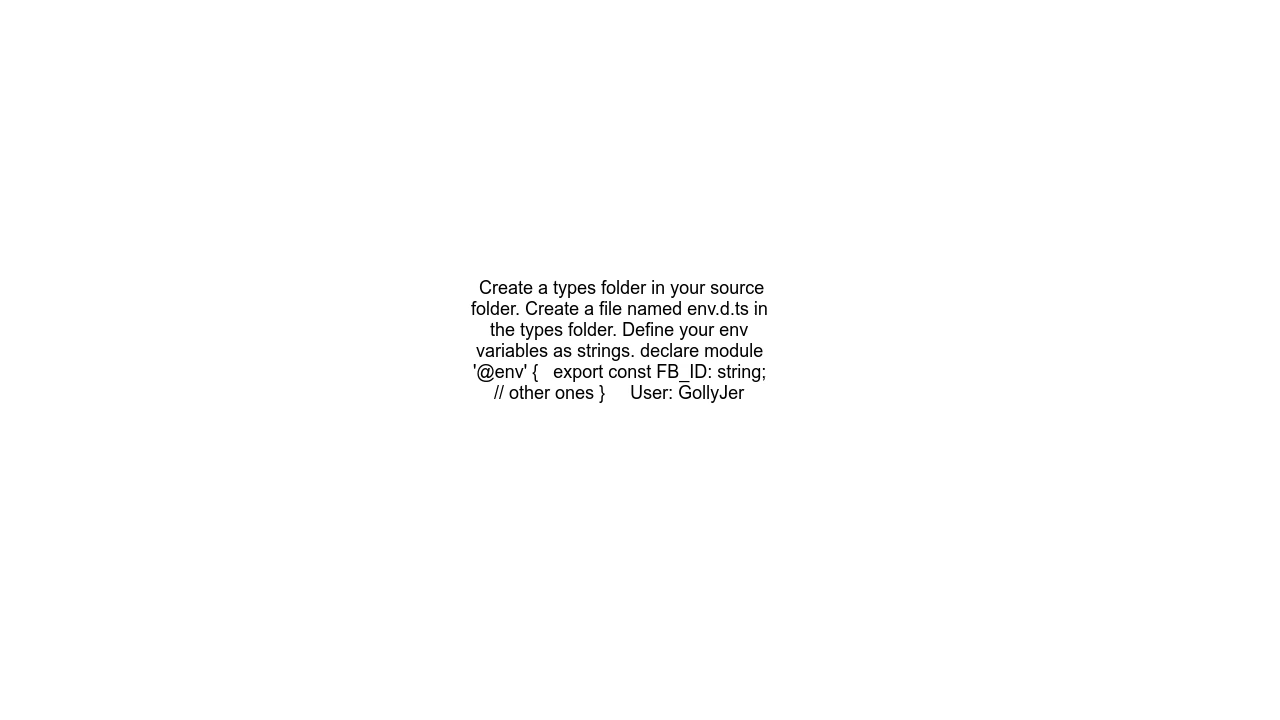 Create a types folder in your source
folder. Create a file named env.d.ts in
the types folder. Define your env
variables as strings. declare module
'@env' {   export const FB_ID: string;
// other ones }     User: GollyJer